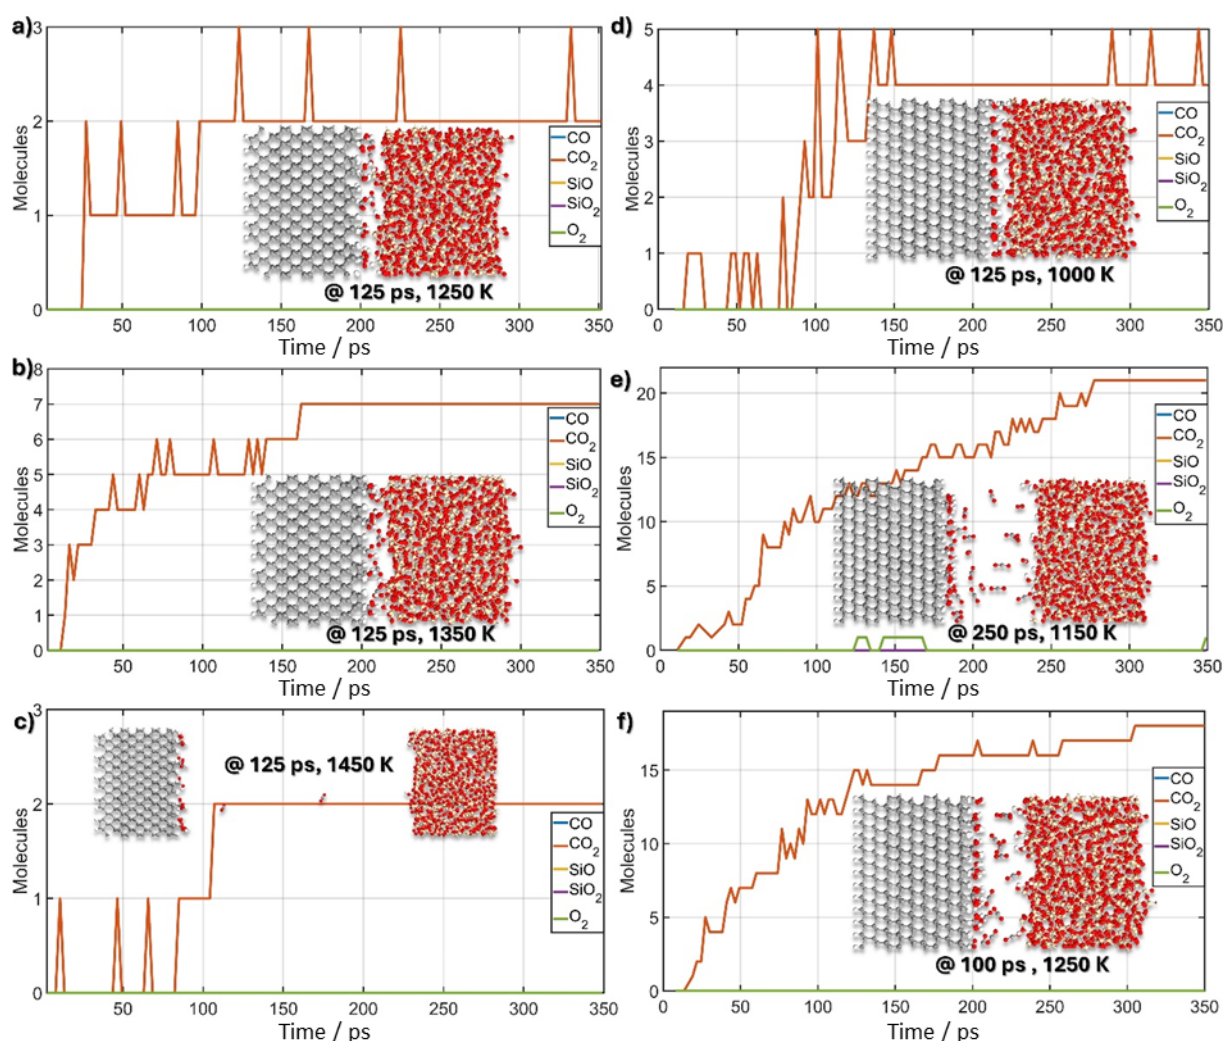 a)
3
2
1
0
Molecules
50 100 150 200 250 300 350
Time / ps
CO
CO2
SiO
SiO2
O2
@ 125 ps, 1250 K
d)
5
4
3
2
1
0
Molecules
0 50 100 150 200 250 300 350
Time / ps
CO
CO2
SiO
SiO2
O2
@ 125 ps, 1000 K
b)
8
7
6
5
4
3
2
1
0
Molecules
50 100 150 200 250 300 350
Time / ps
CO
CO2
SiO
SiO2
O2
@ 125 ps, 1350 K
e)
20
15
10
5
0
Molecules
0 50 100 150 200 250 300 350
Time / ps
CO
CO2
SiO
SiO2
O2
@ 250 ps, 1150 K
c)
3
2
1
0
Molecules
50 100 150 200 250 300 350
Time / ps
CO
CO2
SiO
SiO2
O2
@ 125 ps, 1450 K
f)
15
10
5
0
Molecules
0 50 100 150 200 250 300 350
Time / ps
CO
CO2
SiO
SiO2
O2
@ 100 ps , 1250 K